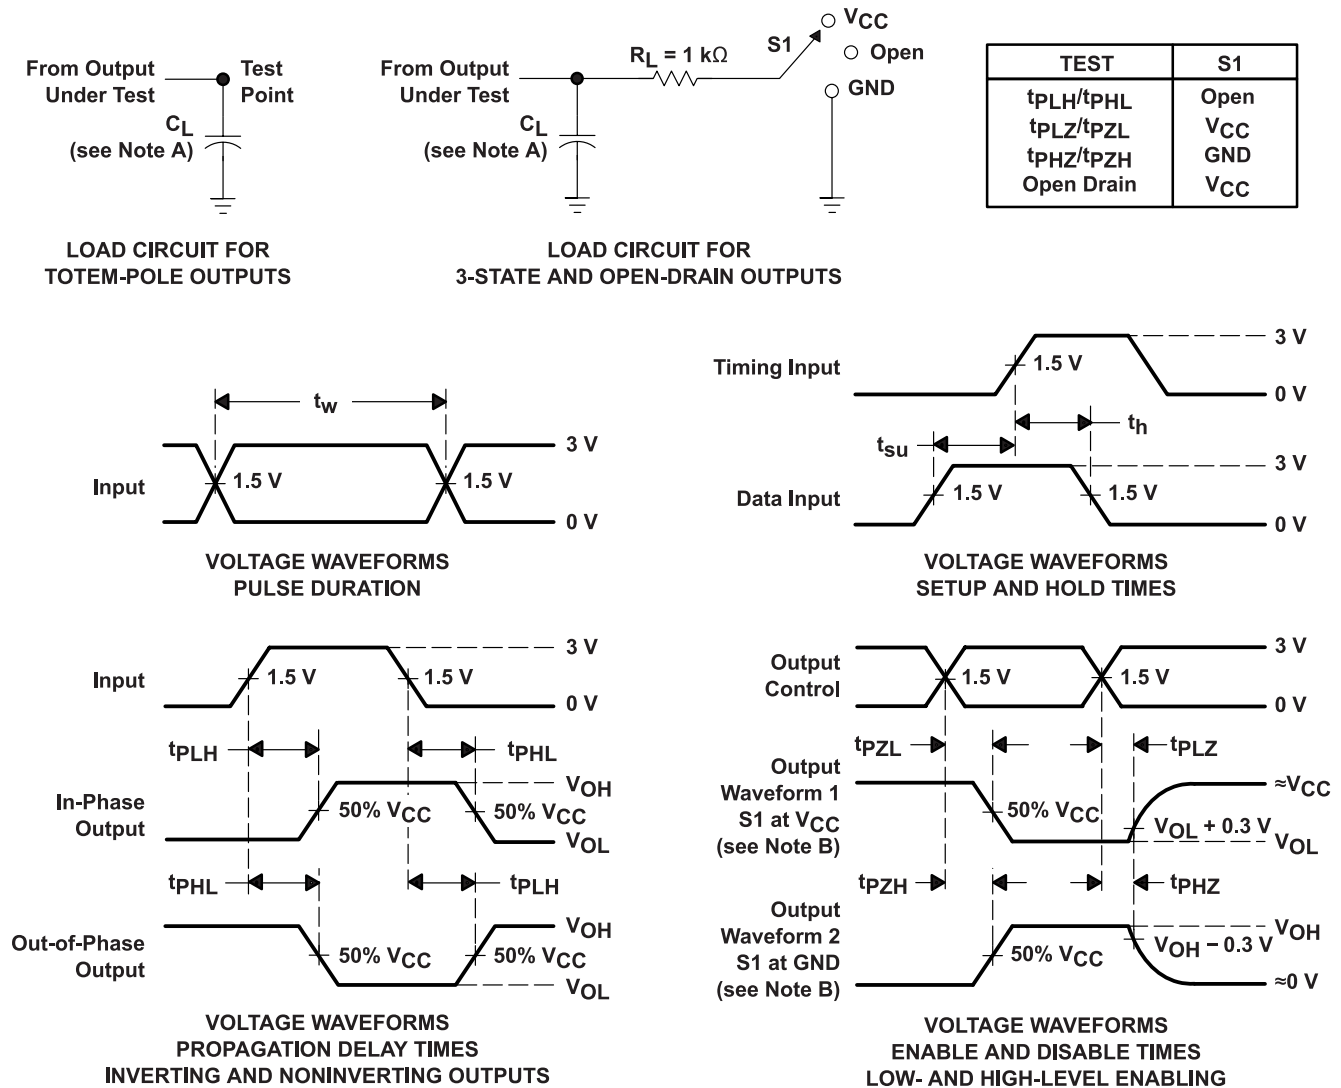 From Output
Under Test
Test
Point
CL
(see Note A)
LOAD CIRCUIT FOR
TOTEM-POLE OUTPUTS
From Output
Under Test
RL = 1 kΩ
S1
VCC
Open
GND
CL
(see Note A)
LOAD CIRCUIT FOR
3-STATE AND OPEN-DRAIN OUTPUTS
TEST S1
tPLH/tPHL Open
tPLZ/tPZL VCC
tPHZ/tPZH GND
Open Drain VCC
tw
Input
1.5 V
1.5 V
3 V
0 V
VOLTAGE WAVEFORMS
PULSE DURATION
Timing Input
1.5 V
3 V
0 V
tsu
th
Data Input
1.5 V
1.5 V
3 V
0 V
VOLTAGE WAVEFORMS
SETUP AND HOLD TIMES
Input
1.5 V
1.5 V
3 V
0 V
tPLH
tPHL
In-Phase
Output
50% VCC
50% VCC
VOH
VOL
tPHL
tPLH
Out-of-Phase
Output
50% VCC
50% VCC
VOH
VOL
VOLTAGE WAVEFORMS
PROPAGATION DELAY TIMES
INVERTING AND NONINVERTING OUTPUTS
Output
Control
1.5 V
1.5 V
3 V
0 V
tPZL
tPLZ
Output
Waveform 1
S1 at VCC
(see Note B)
50% VCC
VOL + 0.3 V
≈VCC
VOL
tPZH
tPHZ
Output
Waveform 2
S1 at GND
(see Note B)
50% VCC
VOH − 0.3 V
VOH
≈0 V
VOLTAGE WAVEFORMS
ENABLE AND DISABLE TIMES
LOW- AND HIGH-LEVEL ENABLING